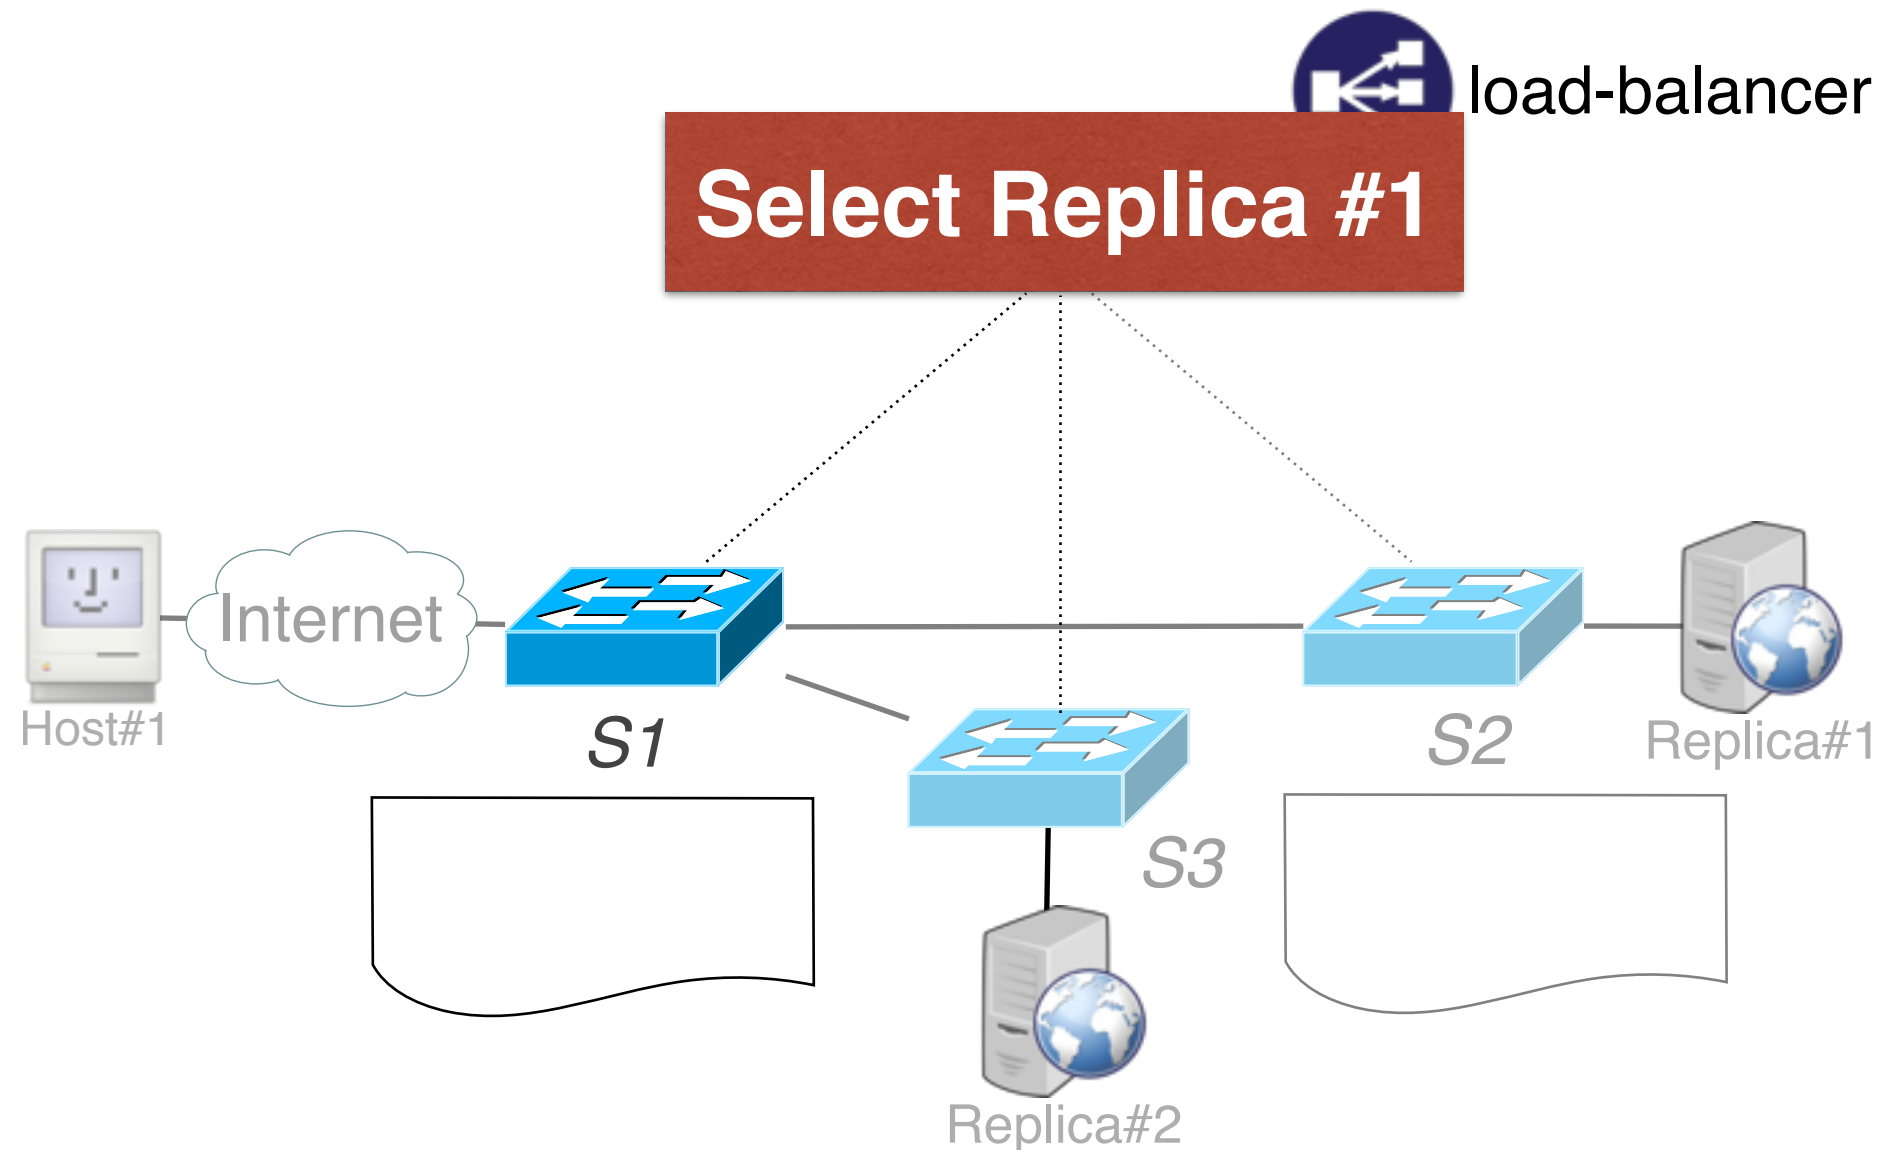 load-balancer
Select Replica #1
Internet
Host#1
S1
S2
Replica#1
S3
Replica#2